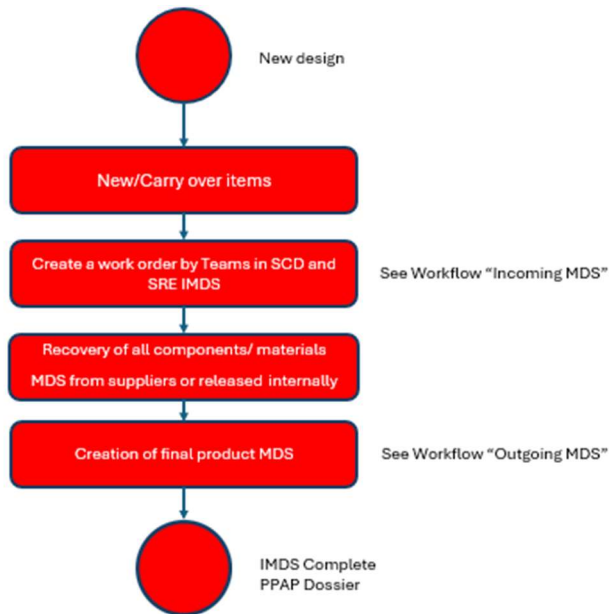 New design
New/Carry over items
Create a work order by Teams in SCD and
SRE IMDS
See Workflow “Incoming MDS”
Recovery of all components/ materials
MDS from suppliers or released internally
Creation of final product MDS
See Workflow “Outgoing MDS”
IMDS Complete
PPAP Dossier